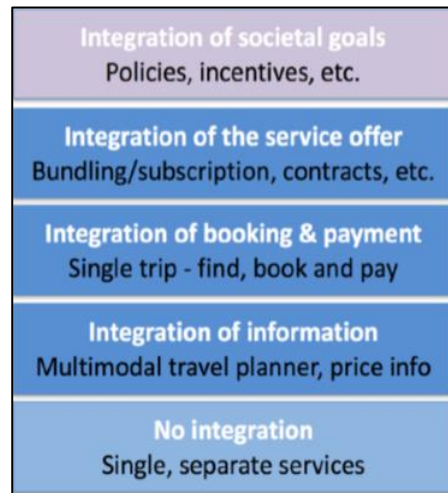 Integration of societal goals
Policies, incentives, etc.
Integration of the service offer
Bundling/subscription, contracts, etc.
Integration of booking & payment
Single trip - find, book and pay
Integration of information
Multimodal travel planner, price info
No integration
Single, separate services